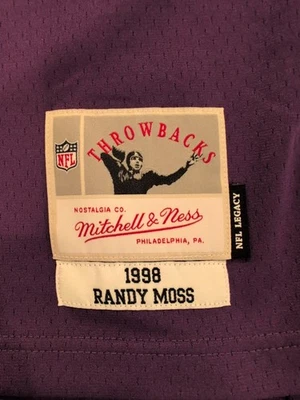 THROWBACKS
NFL
NOSTALGIA CO.
Mitchell & Ness
PHILADELPHIA, PA.
NFL LEGACY
1998
RANDY MOSS